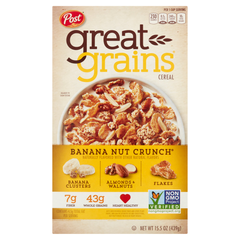 Post
great
grains
CEREAL
BANANA NUT CRUNCH®
BANANA
CLUSTERS
ALMONDS +
WALNUTS
FLAKES
7g
FIBER
43g
WHOLE GRAINS
HEART HEALTHY
NON
GMO
Project
VERIFIED
NET WT 15.5 OZ (439g)